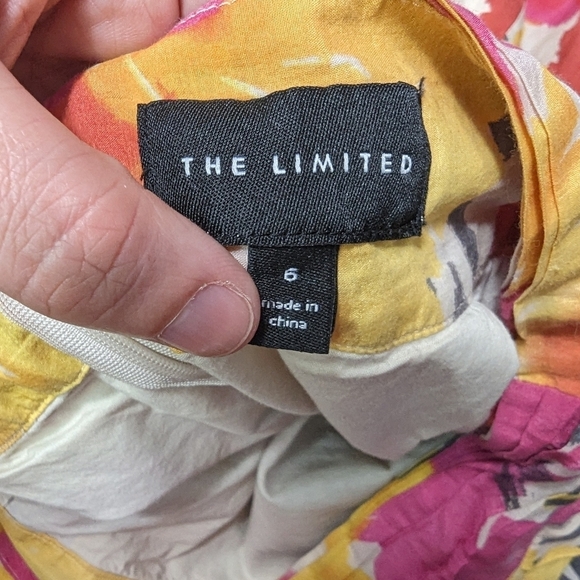 THE LIMITED
6
made in
china